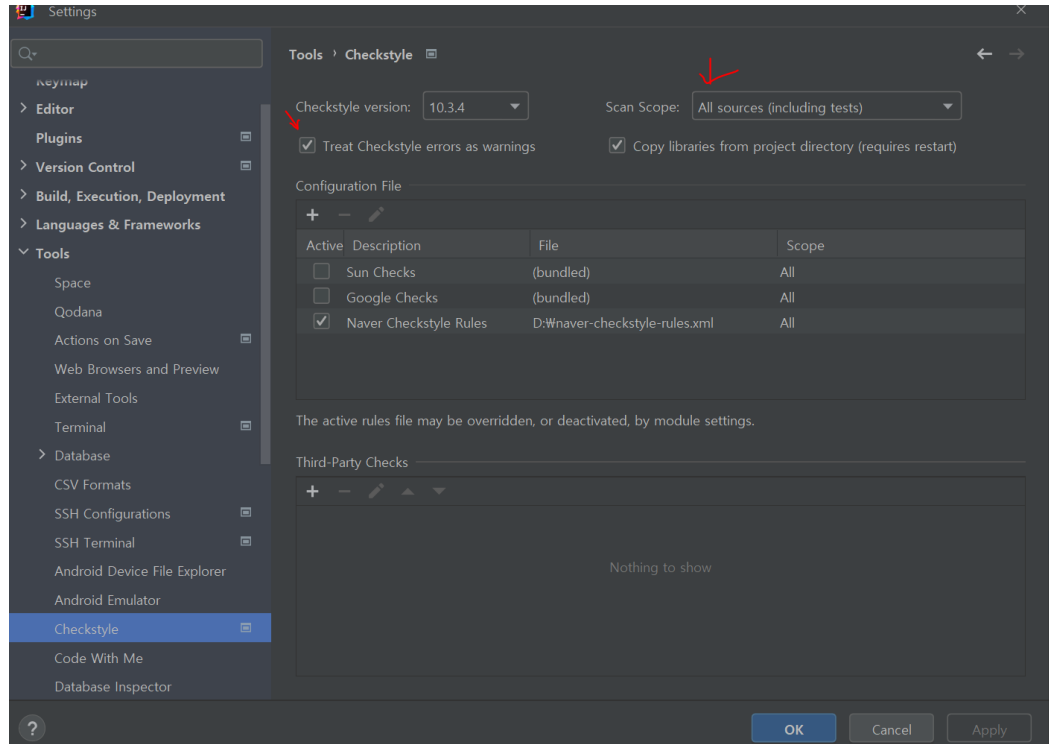 Settings
Keymap
Editor
Plugins
Version Control
Build, Execution, Deployment
Languages & Frameworks
Tools
Space
Qodana
Actions on Save
Web Browsers and Preview
External Tools
Terminal
Database
CSV Formats
SSH Configurations
SSH Terminal
Android Device File Explorer
Android Emulator
Checkstyle
Code With Me
Database Inspector
Tools › Checkstyle
Checkstyle version: 10.3.4 Scan Scope: All sources (including tests)
Treat Checkstyle errors as warnings Copy libraries from project directory (requires restart)
Configuration File
Active Description File Scope
Sun Checks (bundled) All
Google Checks (bundled) All
Naver Checkstyle Rules D:₩naver-checkstyle-rules.xml All
The active rules file may be overridden, or deactivated, by module settings.
Third-Party Checks
Nothing to show
? OK Cancel Apply